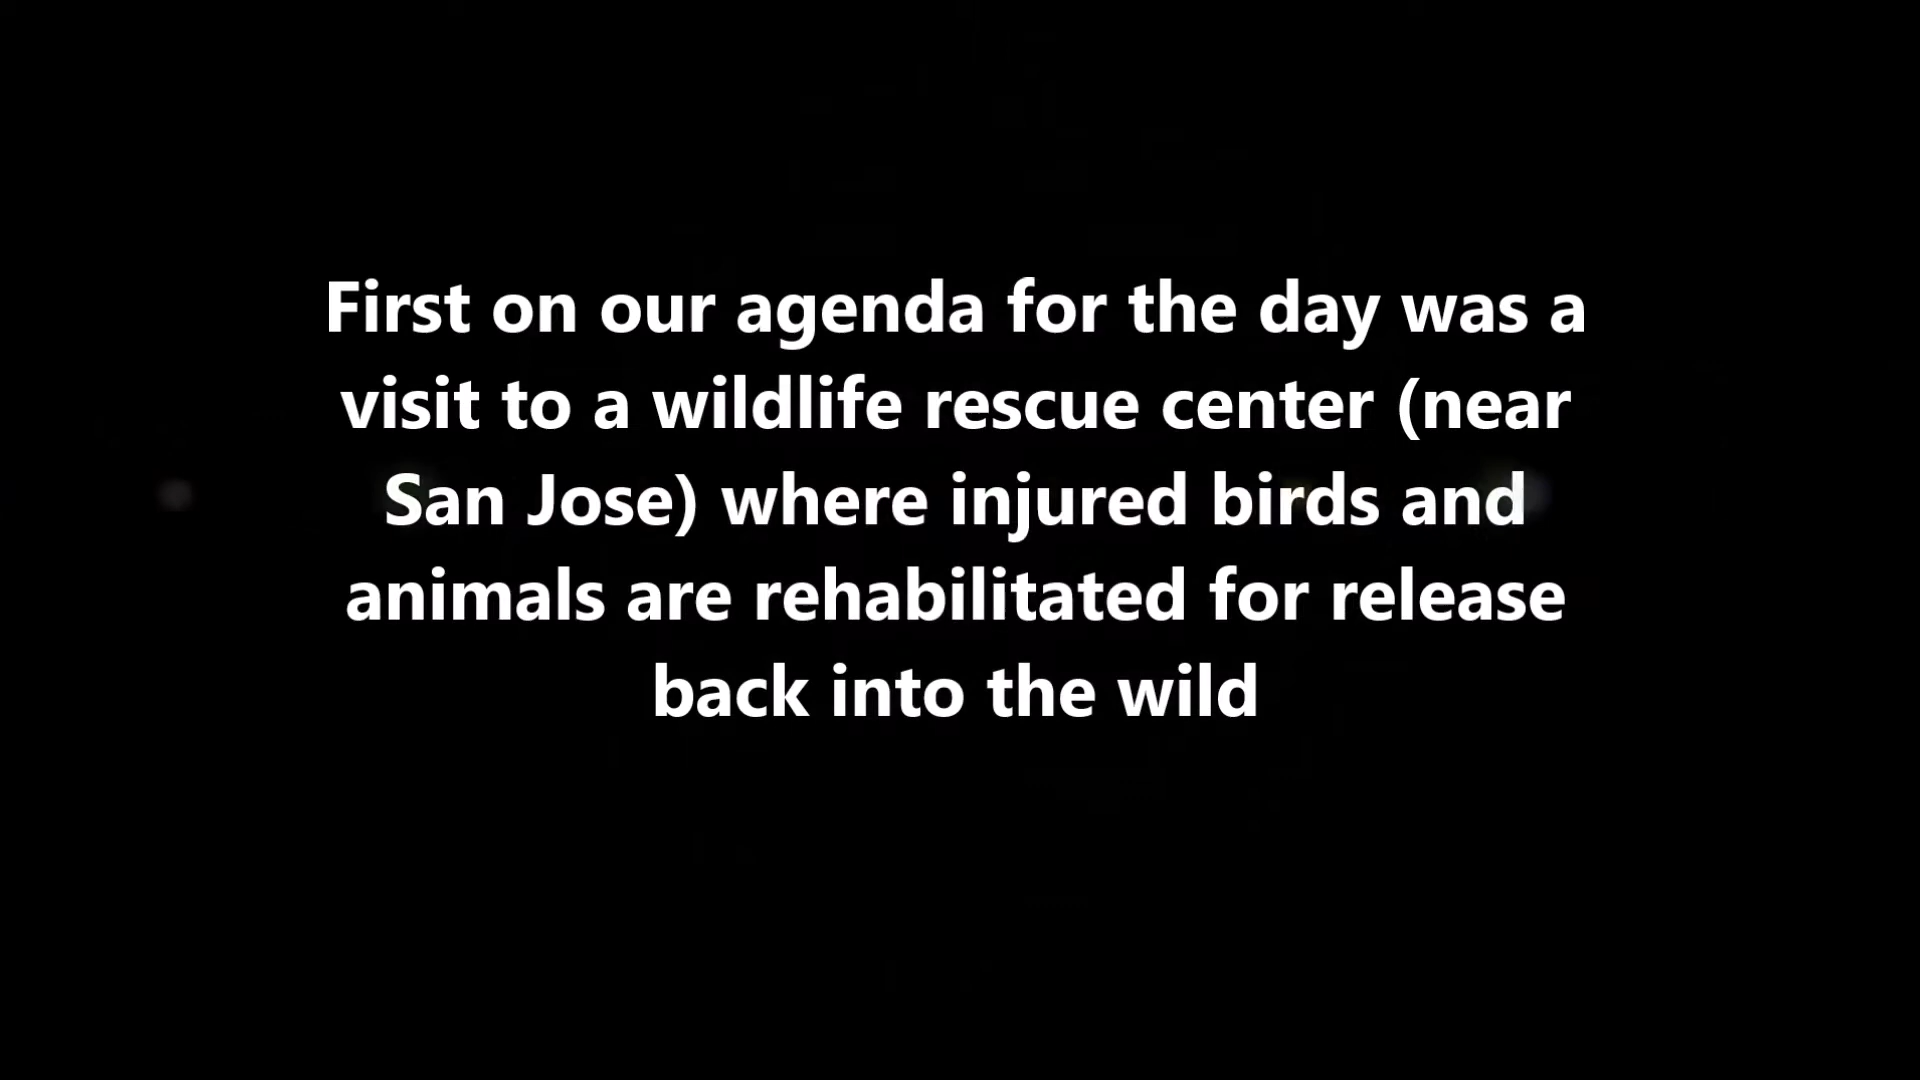 First on our agenda for the day was a
visit to a wildlife rescue center (near
San Jose) where injured birds and
animals are rehabilitated for release
back into the wild